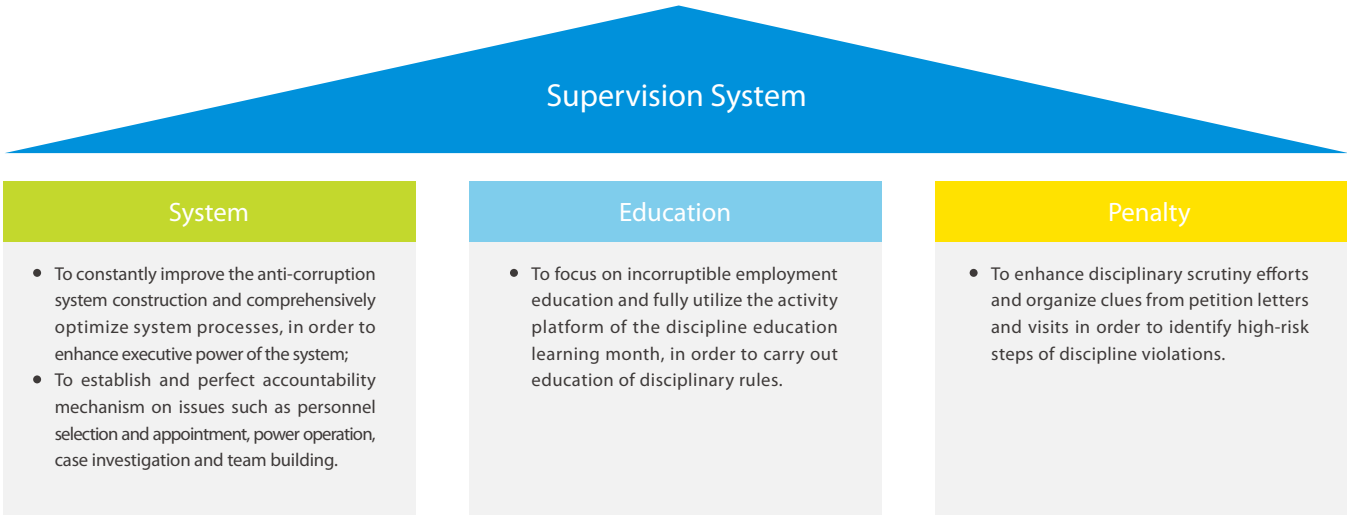 Supervision System
System
To constantly improve the anti-corruption
system construction and comprehensively
optimize system processes, in order to
enhance executive power of the system;
To establish and perfect accountability
mechanism on issues such as personnel
selection and appointment, power operation,
case investigation and team building.
Education
To focus on incorruptible employment
education and fully utilize the activity
platform of the discipline education
learning month, in order to carry out
education of disciplinary rules.
Penalty
To enhance disciplinary scrutiny efforts
and organize clues from petition letters
and visits in order to identify high-risk
steps of discipline violations.